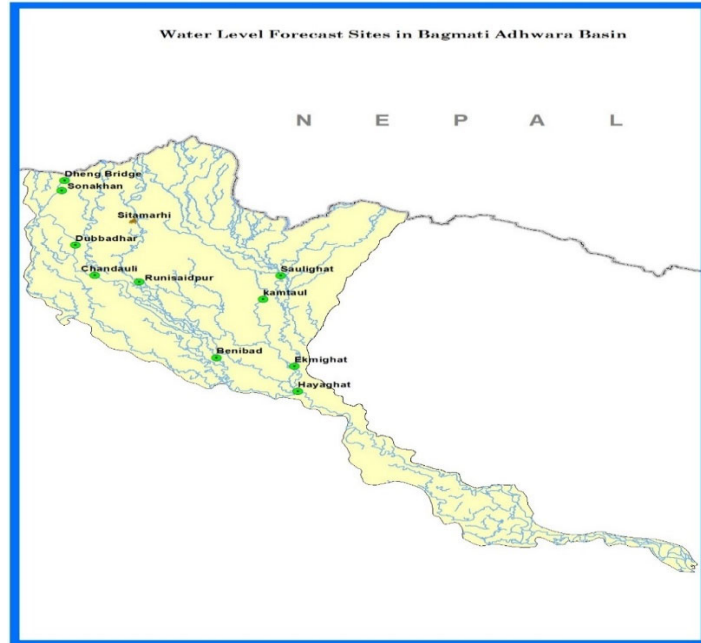 Water Level Forecast Sites in Bagmati Adhwara Basin
N E P A L
Dheng Bridge
Sonakhan
Sitamarhi
Dubbadhar
Chandauli
Runisaidpur
Saulighat
kamtaul
Benibad
Ekmighat
Hayaghat